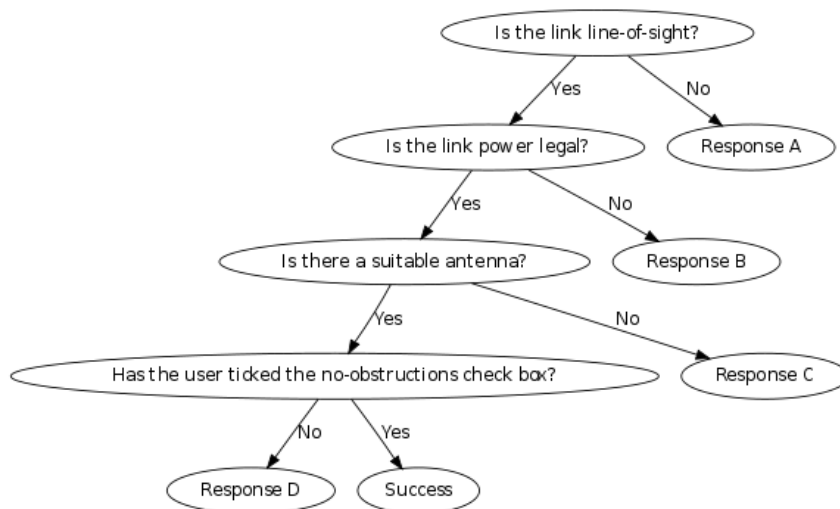 Is the link line-of-sight?
Yes
No
Is the link power legal?
Response A
Yes
No
Is there a suitable antenna?
Response B
Yes
No
Has the user ticked the no-obstructions check box?
Response C
No
Yes
Response D
Success